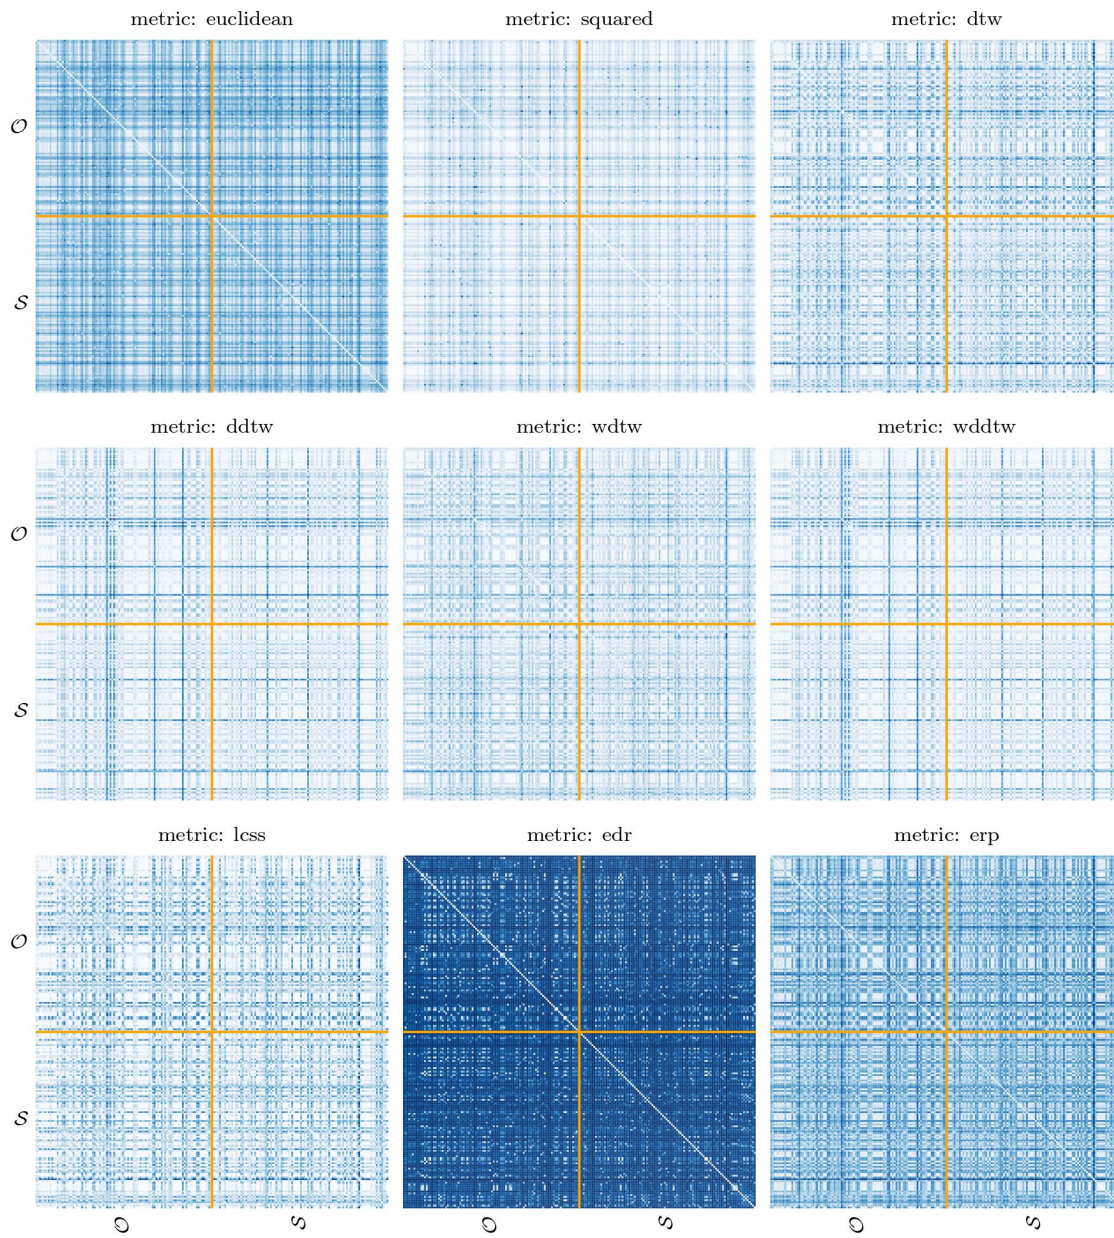 metric: euclidean metric: squared metric: dtw
𝒪
𝒮
metric: ddtw metric: wdtw metric: wddtw
𝒪
𝒮
metric: lcss metric: edr metric: erp
𝒪
𝒮
𝒪 𝒮 𝒪 𝒮 𝒪 𝒮